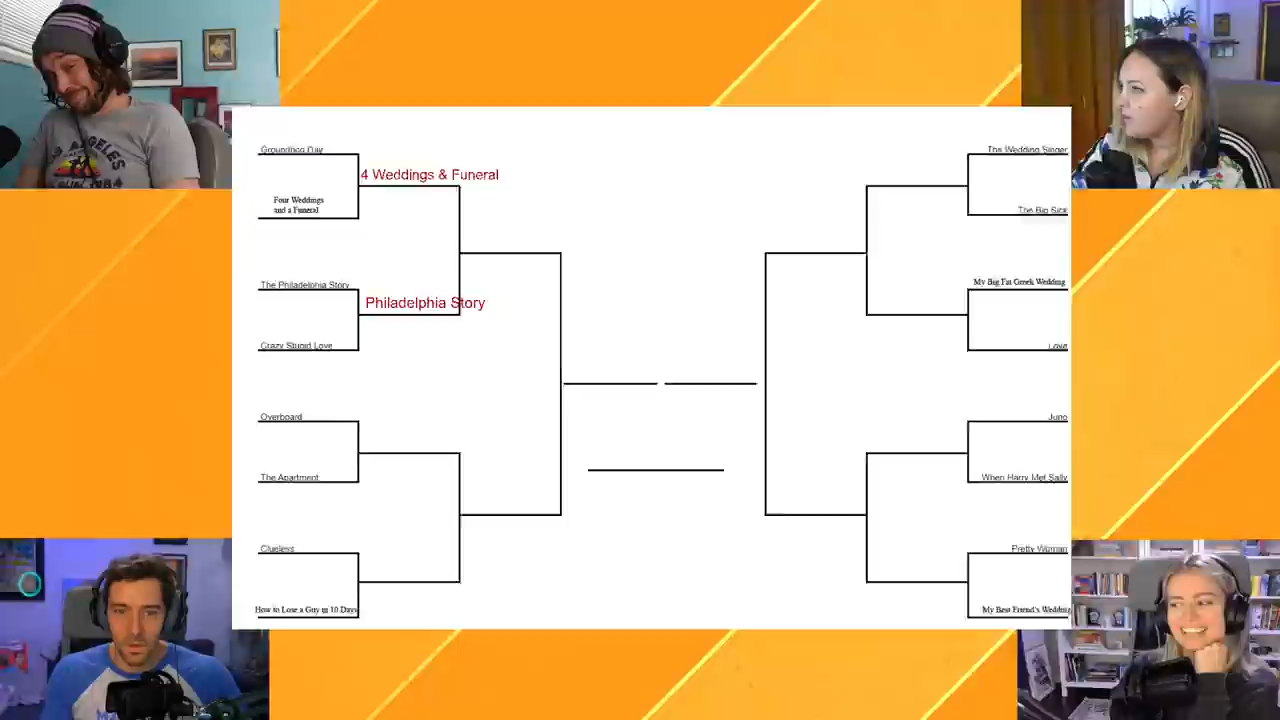 Groundhog Day
4 Weddings & Funeral
Four Weddings
and a Funeral
The Philadelphia Story
Philadelphia Story
Crazy Stupid Love
Overboard
The Apartment
Clueless
How to Lose a Guy in 10 Days
The Wedding Singer
The Big Sick
My Big Fat Greek Wedding
Juno
When Harry Met Sally
Pretty Woman
My Best Friend's Wedding